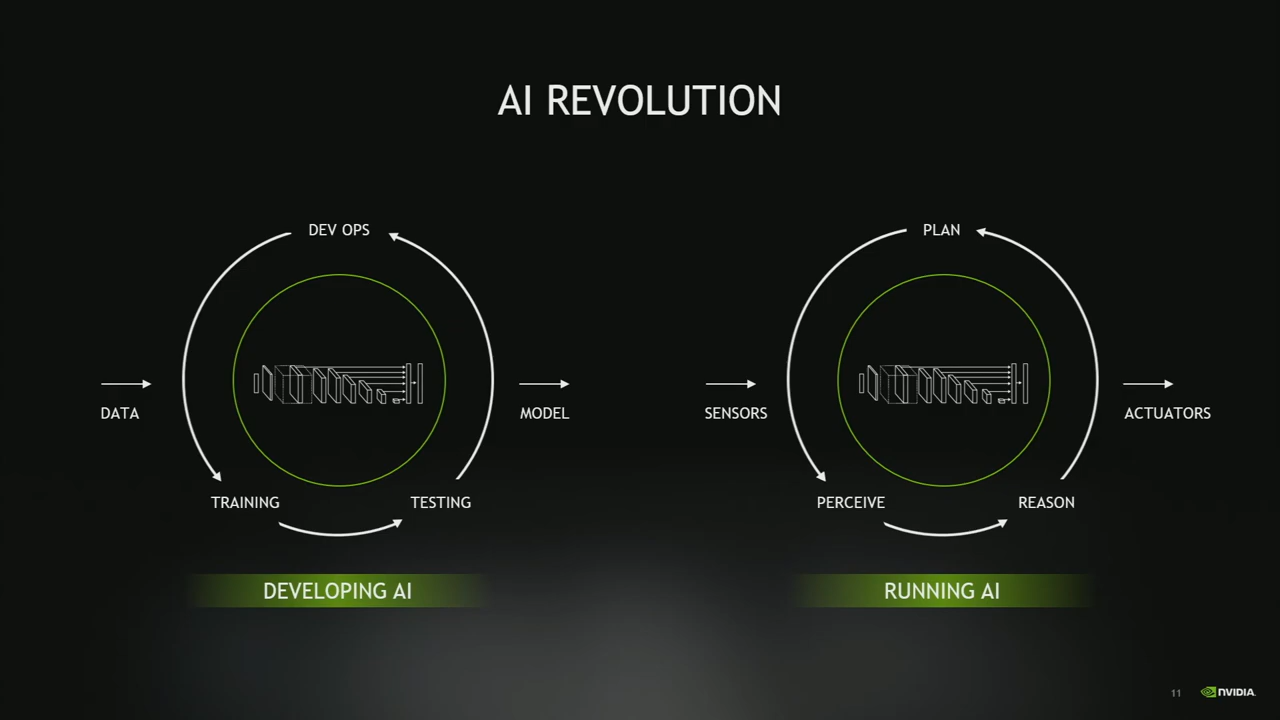 AI REVOLUTION
DEV OPS
DATA
MODEL
TRAINING
TESTING
DEVELOPING AI
PLAN
SENSORS
ACTUATORS
PERCEIVE
REASON
RUNNING AI
11
NVIDIA.